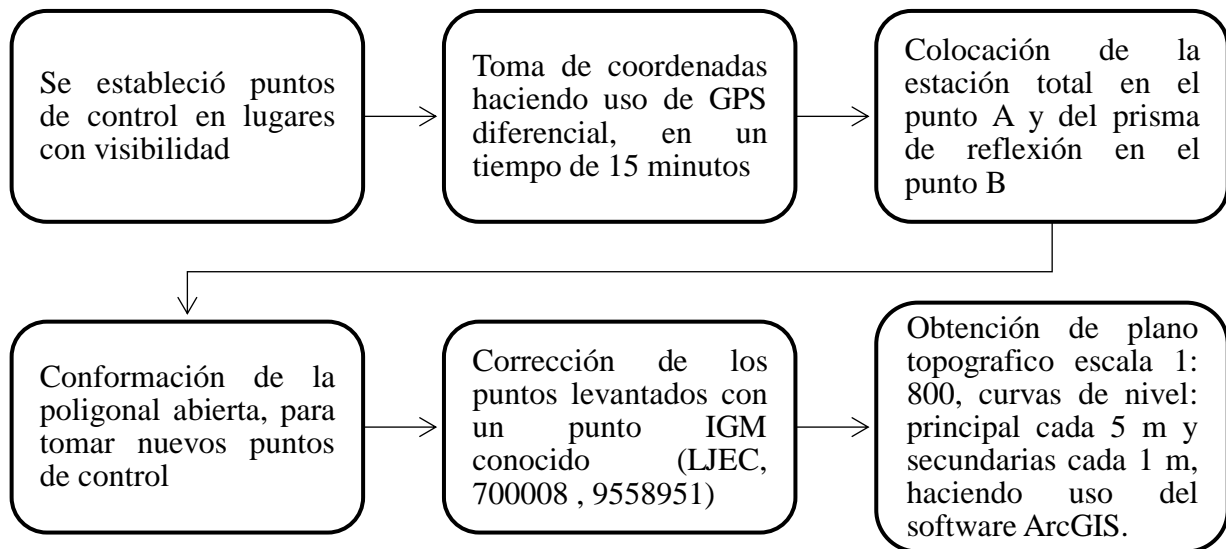 Se estableció puntos
de control en lugares
con visibilidad
Toma de coordenadas
haciendo uso de GPS
diferencial, en un
tiempo de 15 minutos
Colocación de la
estación total en el
punto A y del prisma
de reflexión en el
punto B
Conformación de la
poligonal abierta, para
tomar nuevos puntos
de control
Corrección de los
puntos levantados con
un punto IGM
conocido (LJEC,
700008 , 9558951)
Obtención de plano
topografico escala 1:
800, curvas de nivel:
principal cada 5 m y
secundarias cada 1 m,
haciendo uso del
software ArcGIS.